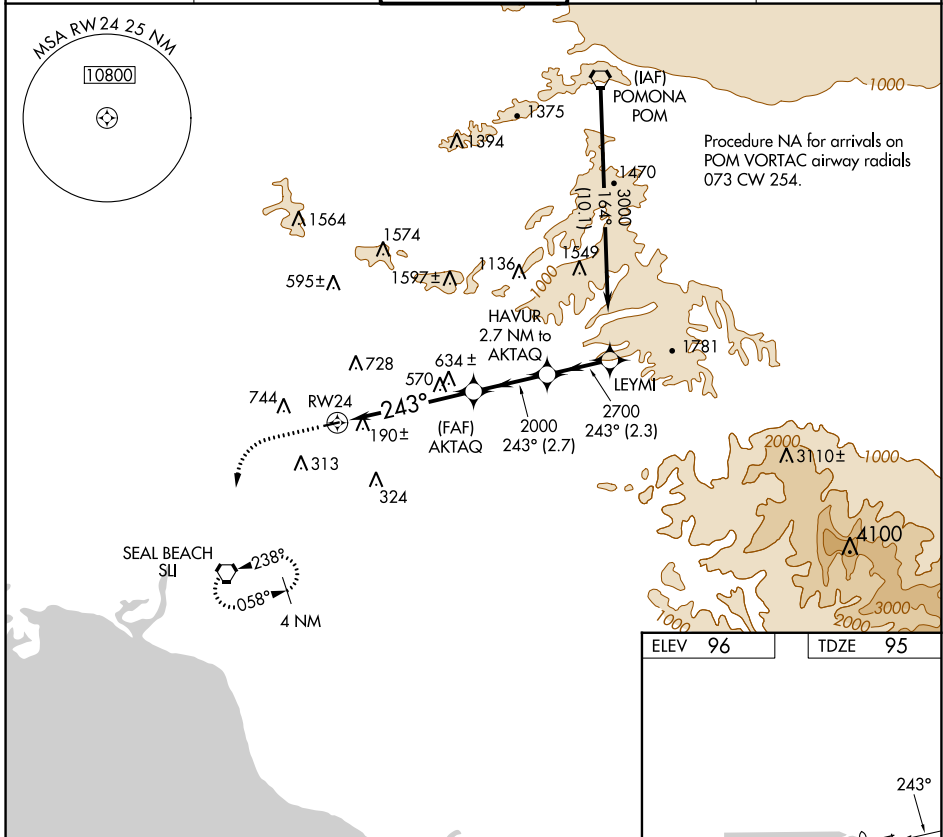 MSA RW24 25 NM
10800
(IAF)
POMONA
POM
1000
1375
1394
Procedure NA for arrivals on
POM VORTAC airway radials
073 CW 254.
1470
3000
164°
(10.1)
1564
1574
595±
1597±
1136
1549
1000
HAVUR
2.7 NM to
AKTAQ
1781
728
634±
570
LEYMI
744
RW24
243°
190±
(FAF)
AKTAQ
2000
243° (2.7)
2700
243° (2.3)
313
324
2000
3110±
1000
4100
SEAL BEACH
SLI
238°
058°
4 NM
3000
2000
1000
ELEV 96
TDZE 95
243°